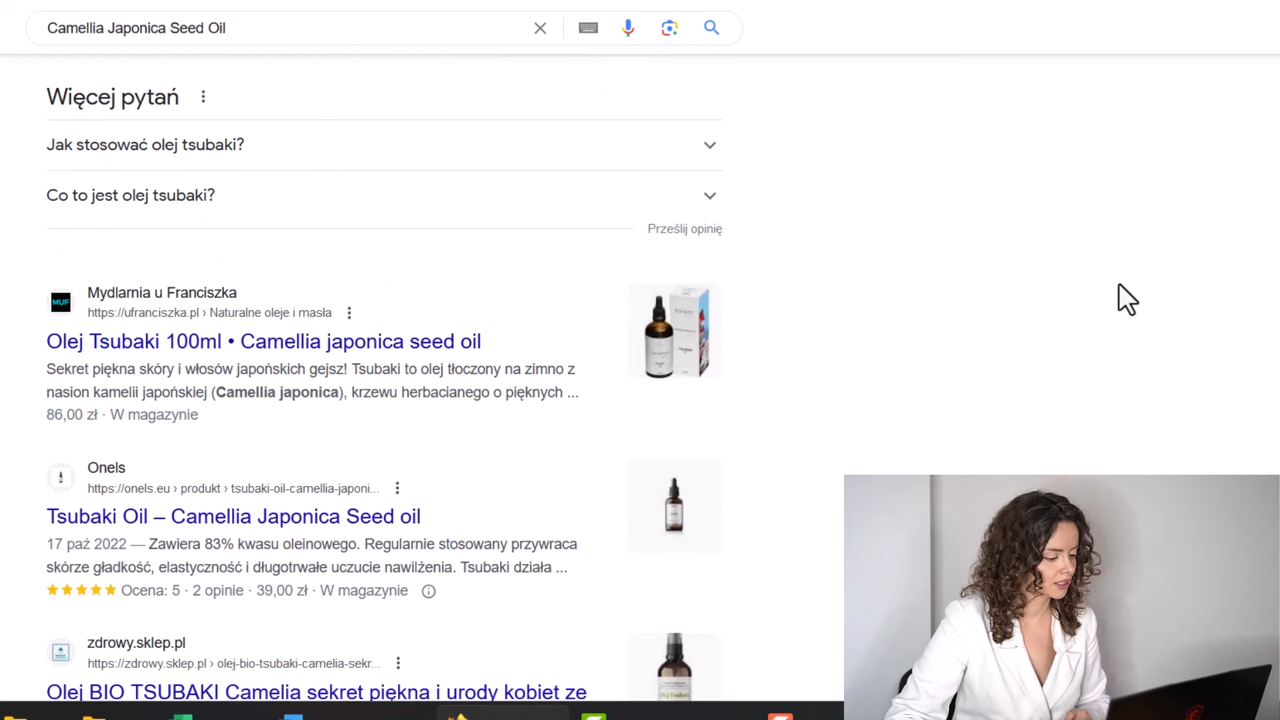 Camellia Japonica Seed Oil
Więcej pytań
Jak stosować olej tsubaki?
Co to jest olej tsubaki?
Prześlij opinię
MUF
Mydlarnia u Franciszka
https://ufranciszka.pl › Naturalne oleje i masła
Olej Tsubaki 100ml • Camellia japonica seed oil
Sekret piękna skóry i włosów japońskich gejsz! Tsubaki to olej tłoczony na zimno z
nasion kamelii japońskiej (Camellia japonica), krzewu herbacianego o pięknych ...
86,00 zł · W magazynie
Onels
https://onels.eu › produkt › tsubaki-oil-camellia-japoni...
Tsubaki Oil – Camellia Japonica Seed oil
17 paź 2022 — Zawiera 83% kwasu oleinowego. Regularnie stosowany przywraca
skórze gładkość, elastyczność i długotrwałe uczucie nawilżenia. Tsubaki działa ...
Ocena: 5 · 2 opinie · 39,00 zł · W magazynie
zdrowy.sklep.pl
https://zdrowy.sklep.pl › olej-bio-tsubaki-camelia-sekr...
Olej BIO TSUBAKI Camelia sekret piękna i urody kobiet ze